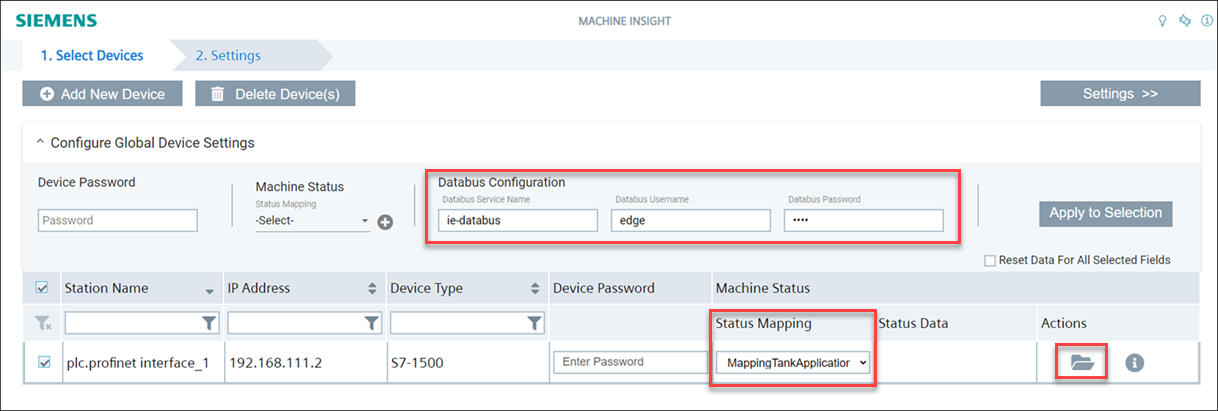 SIEMENS
MACHINE INSIGHT
1. Select Devices
2. Settings
Add New Device
Delete Device(s)
Settings >>
Configure Global Device Settings
Device Password
Password
Machine Status
Status Mapping
-Select-
Databus Configuration
Databus Service Name
Databus Username
Databus Password
ie-databus
edge
••••
Apply to Selection
Reset Data For All Selected Fields
Station Name
IP Address
Device Type
Device Password
Machine Status
Status Mapping
Status Data
Actions
plc.profinet interface_1
192.168.111.2
S7-1500
Enter Password
MappingTankApplication